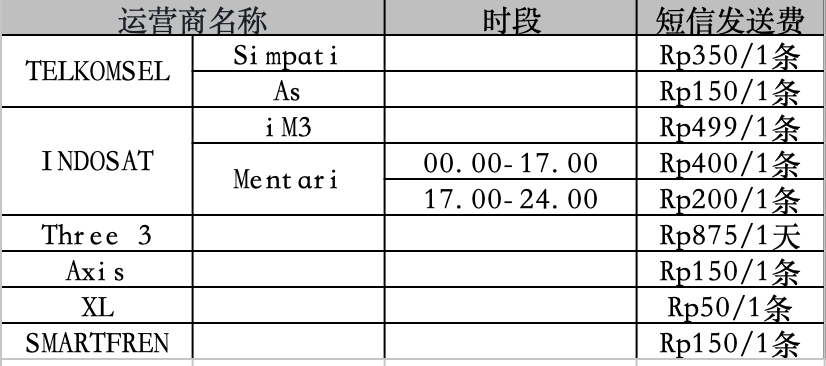 运营商名称 时段 短信发送费
TELKOMSEL Simpati Rp350/1条
As Rp150/1条
INDOSAT iM3 Rp499/1条
Mentari 00.00-17.00 Rp400/1条
17.00-24.00 Rp200/1条
Three 3 Rp875/1天
Axis Rp150/1条
XL Rp50/1条
SMARTFREN Rp150/1条